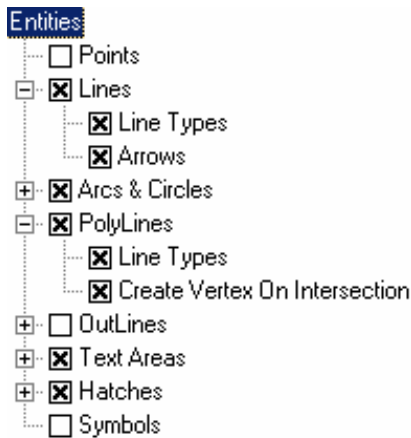 Entities
Points
Lines
Line Types
Arrows
Arcs & Circles
PolyLines
Line Types
Create Vertex On Intersection
OutLines
Text Areas
Hatches
Symbols